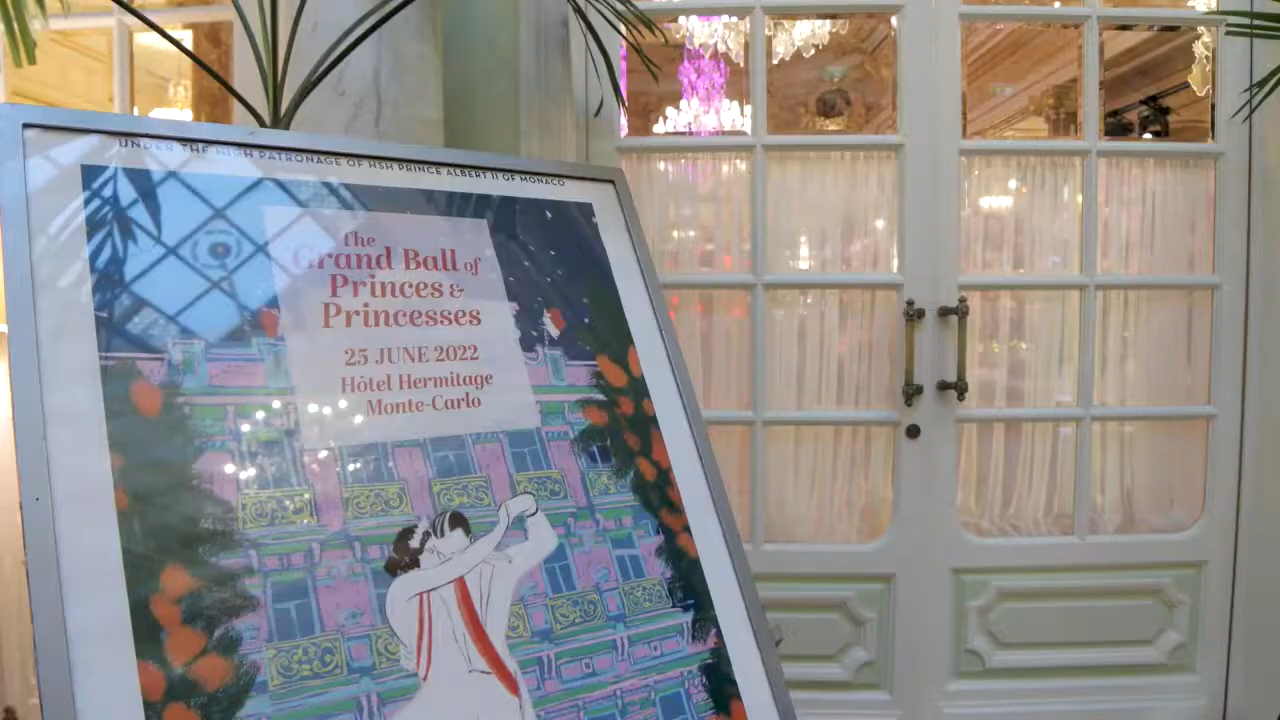 UNDER THE HIGH PATRONAGE OF HSH PRINCE ALBERT II OF MONACO
The
Grand Ball of
Princes &
Princesses
25 JUNE 2022
Hôtel Hermitage
Monte-Carlo